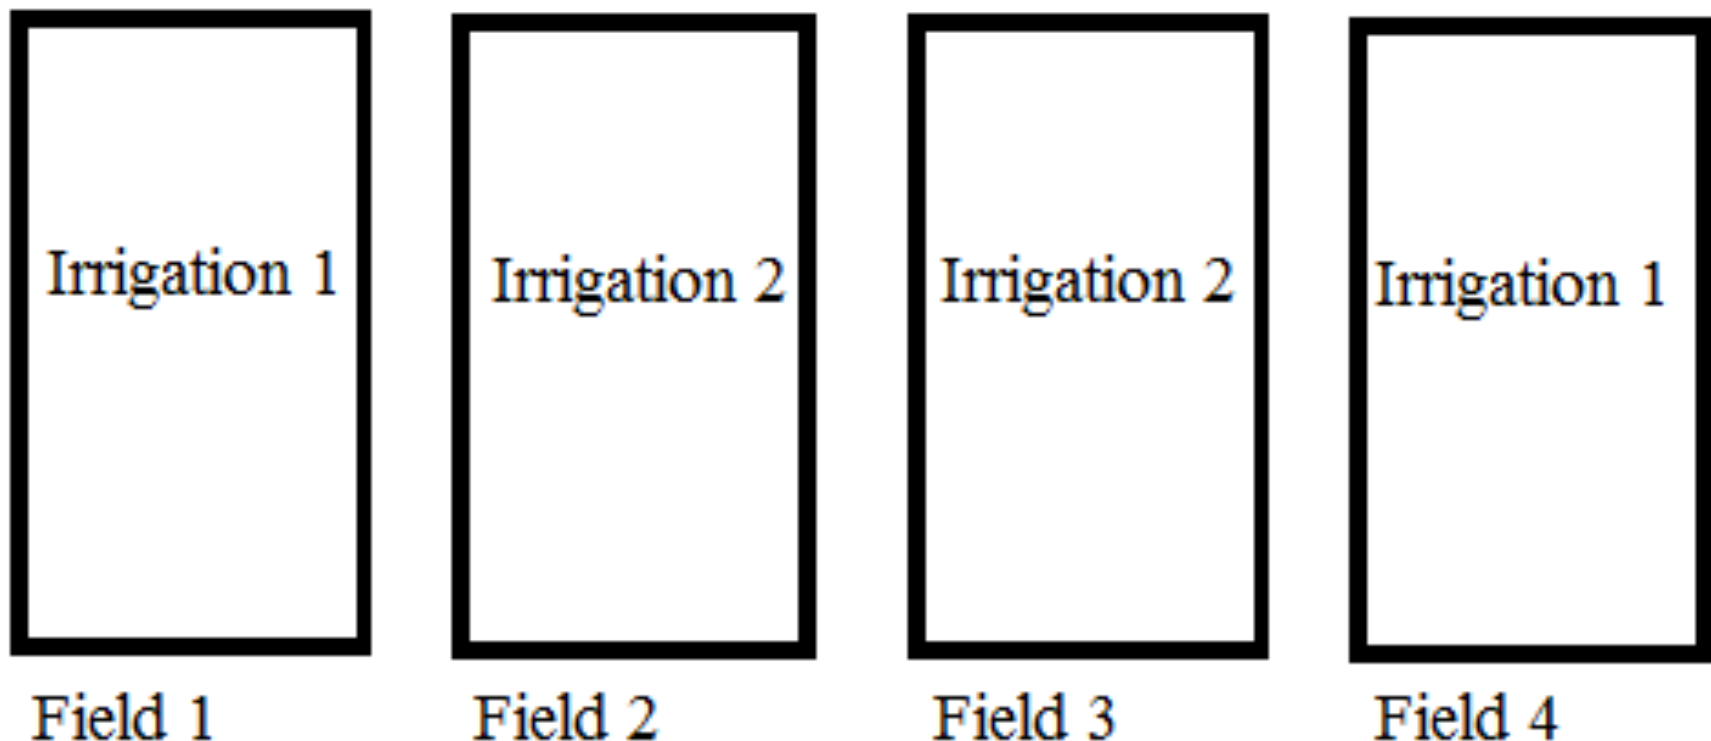 Irrigation 1
Irrigation 2
Irrigation 2
Irrigation 1
Field 1
Field 2
Field 3
Field 4